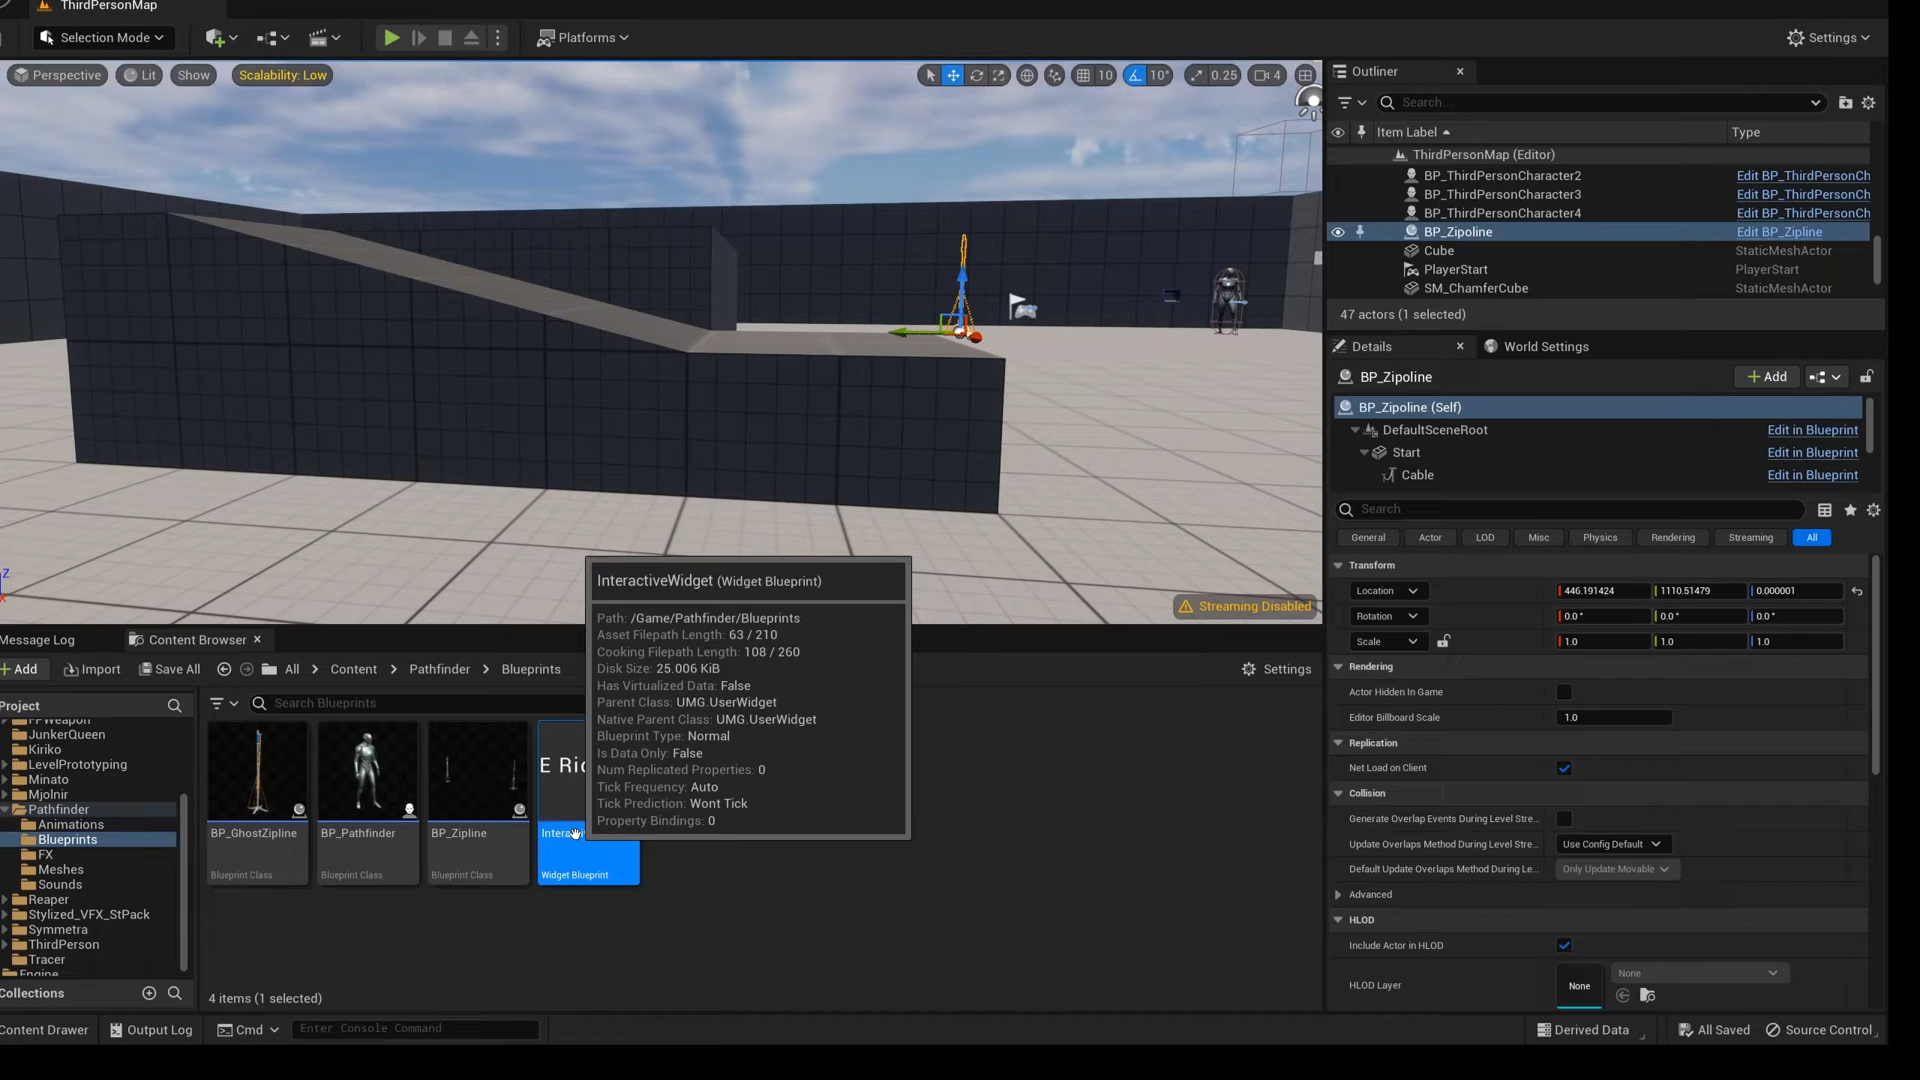 ThirdPersonMap
Selection Mode
Platforms
Settings
Perspective
Lit
Show
Scalability: Low
10
10°
0.25
4
Outliner
Search...
Item Label
Type
ThirdPersonMap (Editor)
BP_ThirdPersonCharacter2
Edit BP_ThirdPersonCh
BP_ThirdPersonCharacter3
Edit BP_ThirdPersonCh
BP_ThirdPersonCharacter4
Edit BP_ThirdPersonCh
BP_Zipoline
Edit BP_Zipline
Cube
StaticMeshActor
PlayerStart
PlayerStart
SM_ChamferCube
StaticMeshActor
47 actors (1 selected)
Details
World Settings
BP_Zipoline
Add
BP_Zipoline (Self)
DefaultSceneRoot
Edit in Blueprint
Start
Edit in Blueprint
Cable
Edit in Blueprint
Search
General
Actor
LOD
Misc
Physics
Rendering
Streaming
All
Transform
Location
446.191424
1110.51479
0.000001
Rotation
0.0°
0.0°
0.0°
Scale
1.0
1.0
1.0
Rendering
Actor Hidden In Game
Editor Billboard Scale
1.0
Replication
Net Load on Client
Collision
Generate Overlap Events During Level Stre...
Update Overlaps Method During Level Stre...
Use Config Default
Default Update Overlaps Method During Le...
Only Update Movable
Advanced
HLOD
Include Actor in HLOD
HLOD Layer
None
None
Z
Streaming Disabled
InteractiveWidget (Widget Blueprint)
Path: /Game/Pathfinder/Blueprints
Asset Filepath Length: 63 / 210
Cooking Filepath Length: 108 / 260
Disk Size: 25.006 KiB
Has Virtualized Data: False
Parent Class: UMG.UserWidget
Native Parent Class: UMG.UserWidget
Blueprint Type: Normal
Is Data Only: False
Num Replicated Properties: 0
Tick Frequency: Auto
Tick Prediction: Wont Tick
Property Bindings: 0
Message Log
Content Browser
Add
Import
Save All
All
Content
Pathfinder
Blueprints
Settings
Project
Search Blueprints
FPWeapon
JunkerQueen
Kiriko
LevelPrototyping
Minato
Mjolnir
Pathfinder
Animations
Blueprints
FX
Meshes
Sounds
Reaper
Stylized_VFX_StPack
Symmetra
ThirdPerson
Tracer
Engine
Collections
BP_GhostZipline
Blueprint Class
BP_Pathfinder
Blueprint Class
BP_Zipline
Blueprint Class
E Ric
Intera
Widget Blueprint
4 items (1 selected)
Content Drawer
Output Log
Cmd
Enter Console Command
Derived Data
All Saved
Source Control